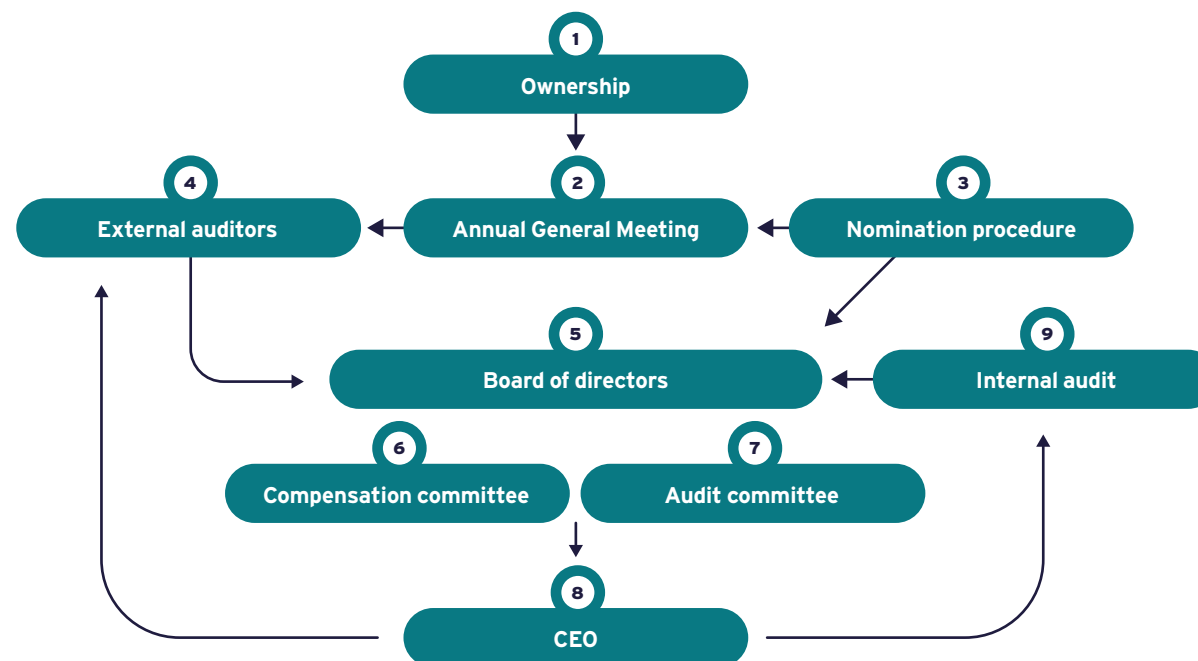 1
Ownership
4
External auditors
2
Annual General Meeting
3
Nomination procedure
5
Board of directors
9
Internal audit
6
Compensation committee
7
Audit committee
8
CEO